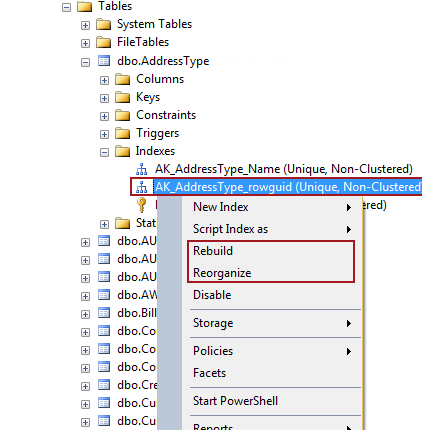 Tables
System Tables
FileTables
dbo.AddressType
Columns
Keys
Constraints
Triggers
Indexes
AK_AddressType_Name (Unique, Non-Clustered)
AK_AddressType_rowguid (Unique, Non-Clustered
New Index
Script Index as
Rebuild
Reorganize
Disable
Storage
Policies
Facets
Start PowerShell
Reports
Stat
dbo.AU
dbo.AU
dbo.AU
dbo.AW
dbo.Bill
dbo.Co
dbo.Co
dbo.Co
dbo.Cre
dbo.Cu
dbo.Cu